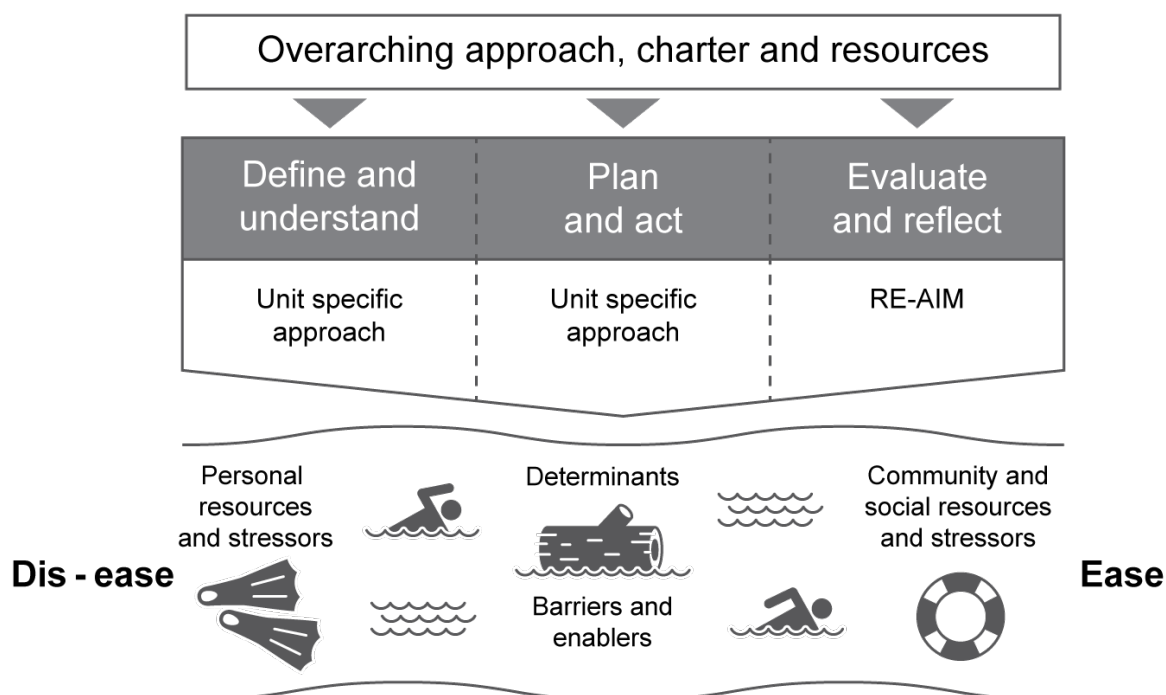 Overarching approach, charter and resources
Define and
understand
Plan
and act
Evaluate
and reflect
Unit specific
approach
Unit specific
approach
RE-AIM
Personal
resources
and stressors
Determinants
Community and
social resources
and stressors
Dis - ease
Ease
Barriers and
enablers